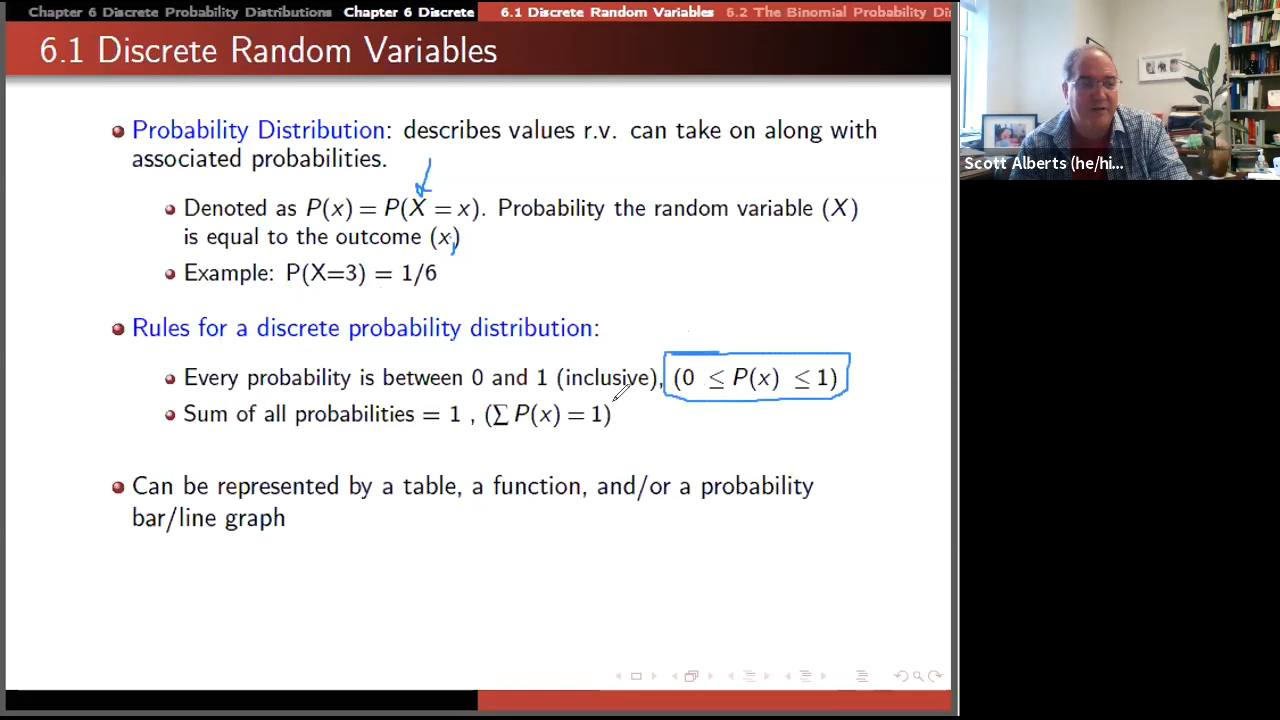 Chapter 6 Discrete Probability Distributions Chapter 6 Discrete 6.1 Discrete Random Variables 6.2 The Binomial Probability Di
6.1 Discrete Random Variables
Probability Distribution: describes values r.v. can take on along with
associated probabilities.
Denoted as P(x) = P(X = x). Probability the random variable (X)
is equal to the outcome (x)
Example: P(X=3) = 1/6
Rules for a discrete probability distribution:
Every probability is between 0 and 1 (inclusive), (0 ≤ P(x) ≤ 1)
Sum of all probabilities = 1 , (∑ P(x) = 1)
Can be represented by a table, a function, and/or a probability
bar/line graph
Scott Alberts (he/hi...